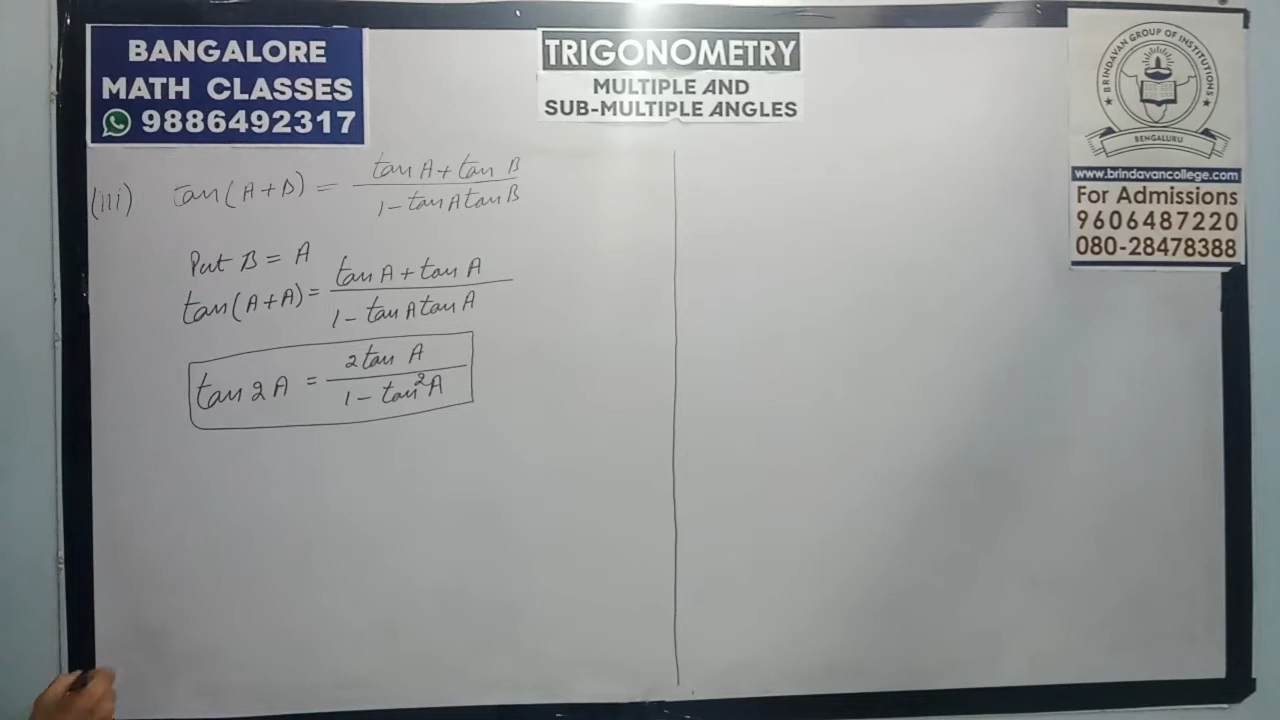 BANGALORE
MATH CLASSES
9886492317
TRIGONOMETRY
MULTIPLE AND
SUB-MULTIPLE ANGLES
BRINDAVAN GROUP OF INSTITUTIONS
BENGALURU
www.brindavancollege.com
For Admissions
9606487220
080-28478388
(iii) tan(A+B) = (tan A + tan B)/(1 - tan A tan B)
Put B = A
tan(A+A) = (tan A + tan A)/(1 - tan A tan A)
tan 2A = (2 tan A)/(1 - tan²A)